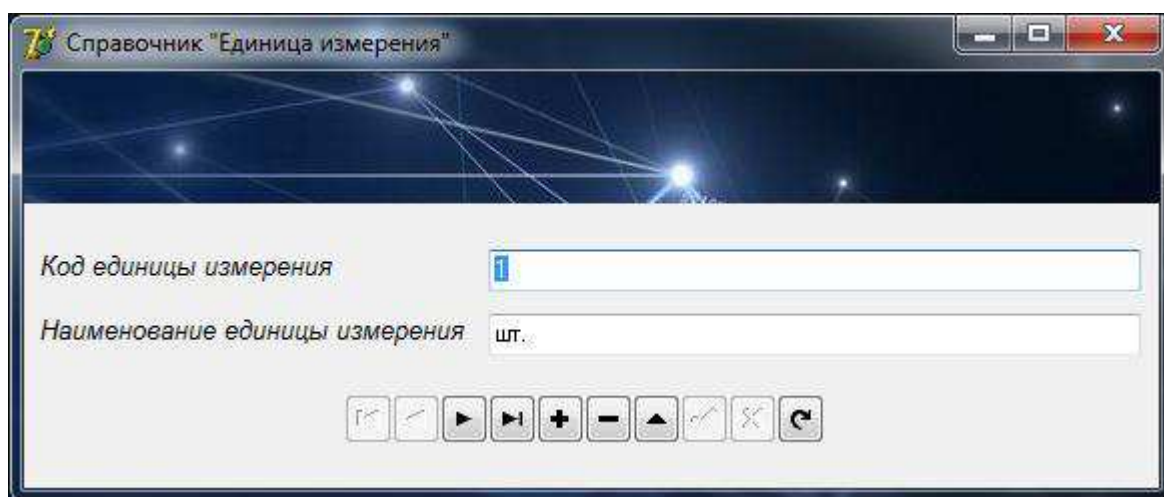 Справочник "Единица измерения"
Код единицы измерения
1
Наименование единицы измерения
шт.